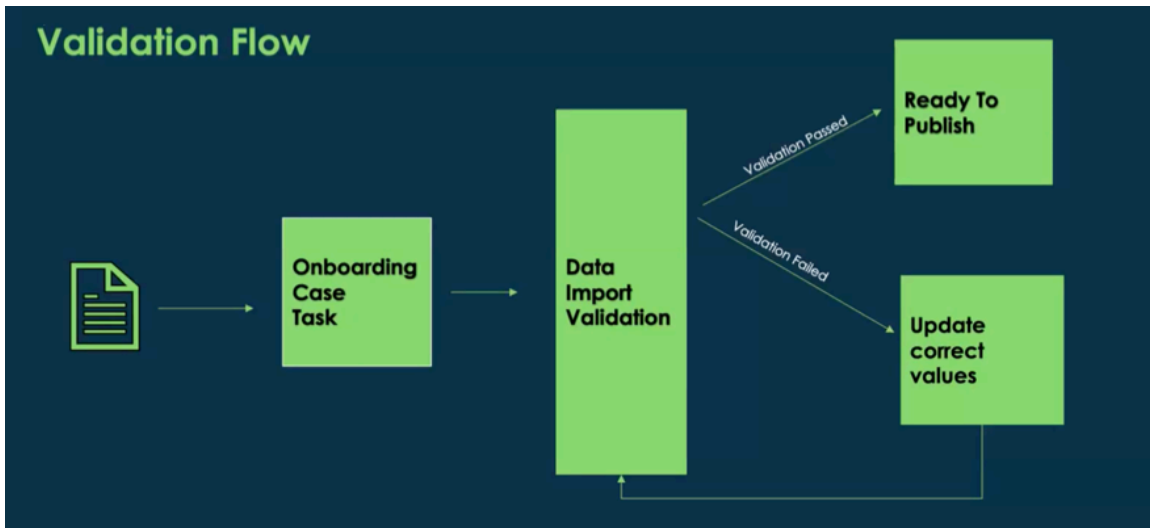 Validation Flow
Onboarding
Case
Task
Data
Import
Validation
Validation Passed
Ready To
Publish
Validation Failed
Update
correct
values